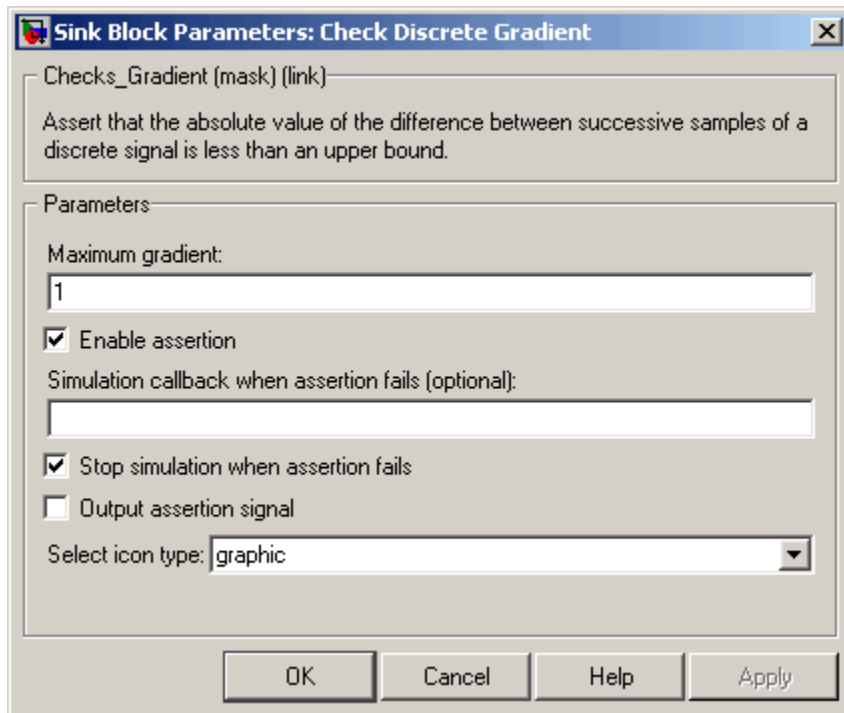 Sink Block Parameters: Check Discrete Gradient
Checks_Gradient (mask) (link)
Assert that the absolute value of the difference between successive samples of a
discrete signal is less than an upper bound.
Parameters
Maximum gradient:
1
Enable assertion
Simulation callback when assertion fails (optional):
Stop simulation when assertion fails
Output assertion signal
Select icon type: graphic
OK Cancel Help Apply